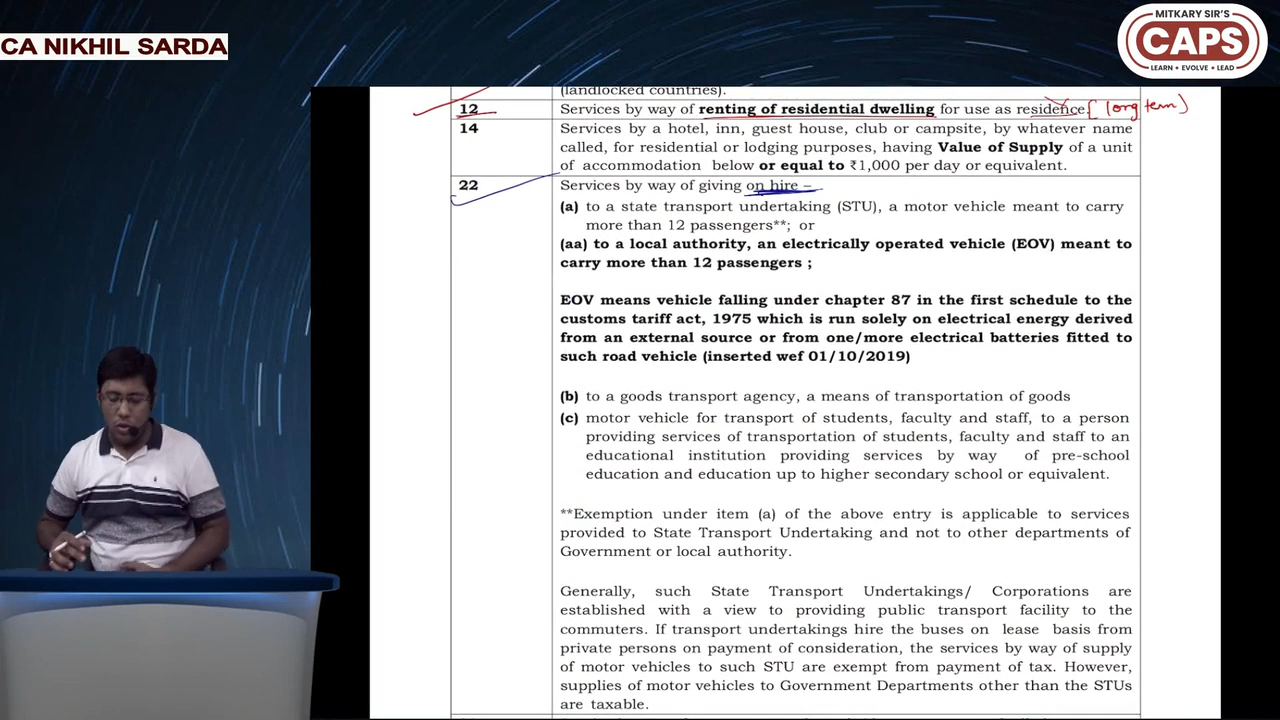 CA NIKHIL SARDA
MITKARY SIR'S
CAPS
LEARN • EVOLVE • LEAD
(landlocked countries).
12 Services by way of renting of residential dwelling for use as residence. [long term)
14 Services by a hotel, inn, guest house, club or campsite, by whatever name
called, for residential or lodging purposes, having Value of Supply of a unit
of accommodation below or equal to ₹1,000 per day or equivalent.
22 Services by way of giving on hire –
(a) to a state transport undertaking (STU), a motor vehicle meant to carry
more than 12 passengers**; or
(aa) to a local authority, an electrically operated vehicle (EOV) meant to
carry more than 12 passengers ;
EOV means vehicle falling under chapter 87 in the first schedule to the
customs tariff act, 1975 which is run solely on electrical energy derived
from an external source or from one/more electrical batteries fitted to
such road vehicle (inserted wef 01/10/2019)
(b) to a goods transport agency, a means of transportation of goods
(c) motor vehicle for transport of students, faculty and staff, to a person
providing services of transportation of students, faculty and staff to an
educational institution providing services by way of pre-school
education and education up to higher secondary school or equivalent.
**Exemption under item (a) of the above entry is applicable to services
provided to State Transport Undertaking and not to other departments of
Government or local authority.
Generally, such State Transport Undertakings/ Corporations are
established with a view to providing public transport facility to the
commuters. If transport undertakings hire the buses on lease basis from
private persons on payment of consideration, the services by way of supply
of motor vehicles to such STU are exempt from payment of tax. However,
supplies of motor vehicles to Government Departments other than the STUs
are taxable.